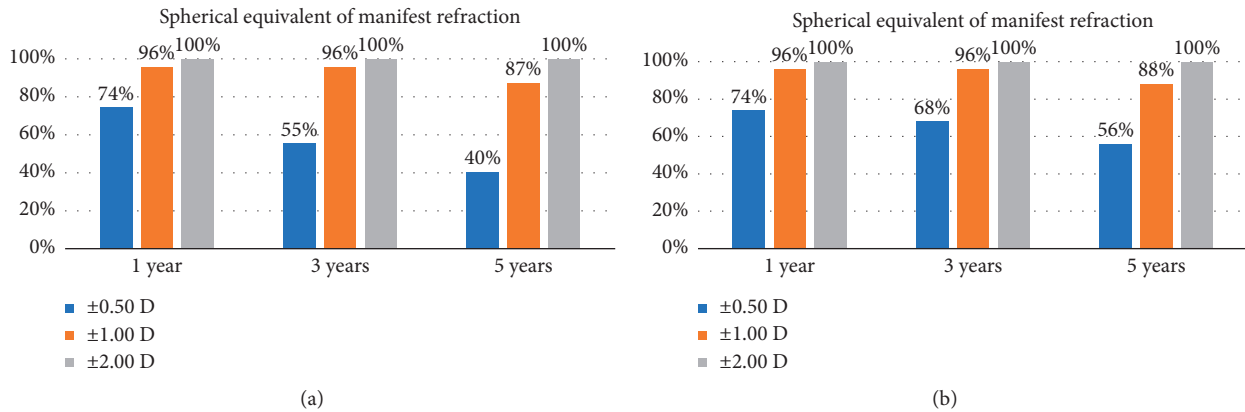 Spherical equivalent of manifest refraction
100%
80%
60%
40%
20%
0%
74%
96%
100%
55%
96%
100%
40%
87%
100%
1 year
3 years
5 years
±0.50 D
±1.00 D
±2.00 D
(a)
Spherical equivalent of manifest refraction
100%
80%
60%
40%
20%
0%
74%
96%
100%
68%
96%
100%
56%
88%
100%
1 year
3 years
5 years
±0.50 D
±1.00 D
±2.00 D
(b)